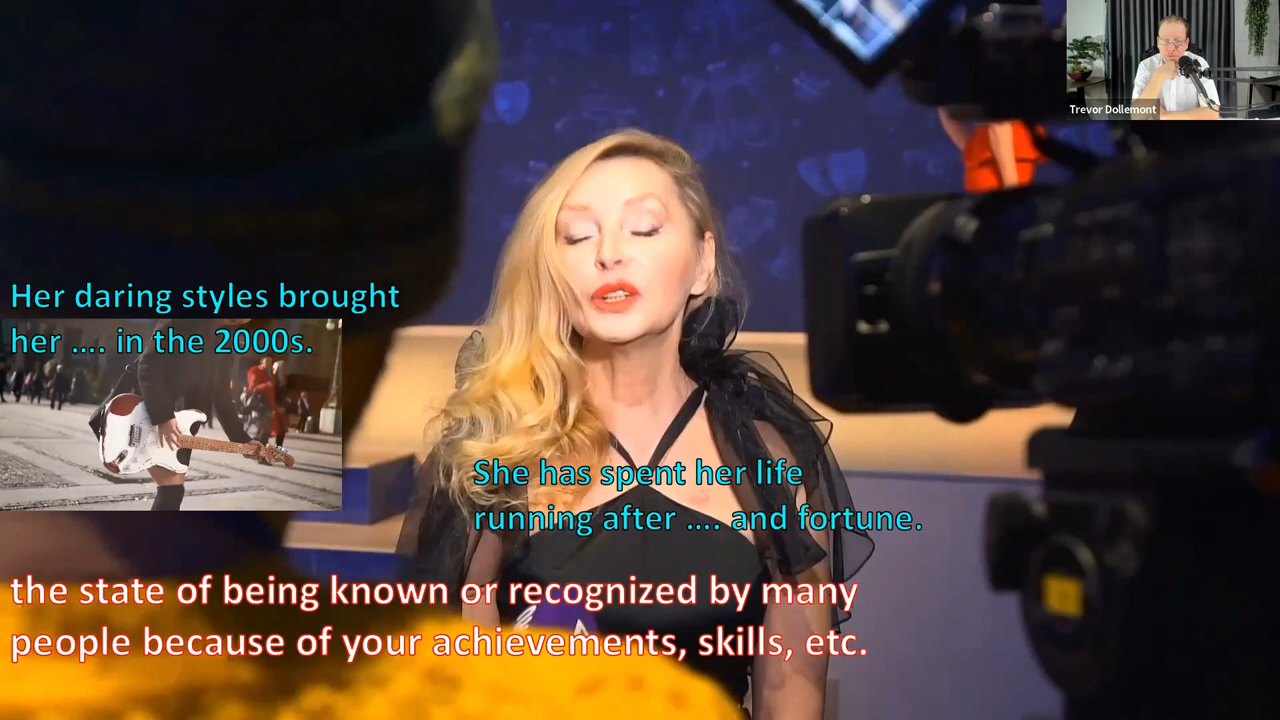 Trevor Dollemont
Her daring styles brought
her .... in the 2000s.
She has spent her life
running after .... and fortune.
the state of being known or recognized by many
people because of your achievements, skills, etc.